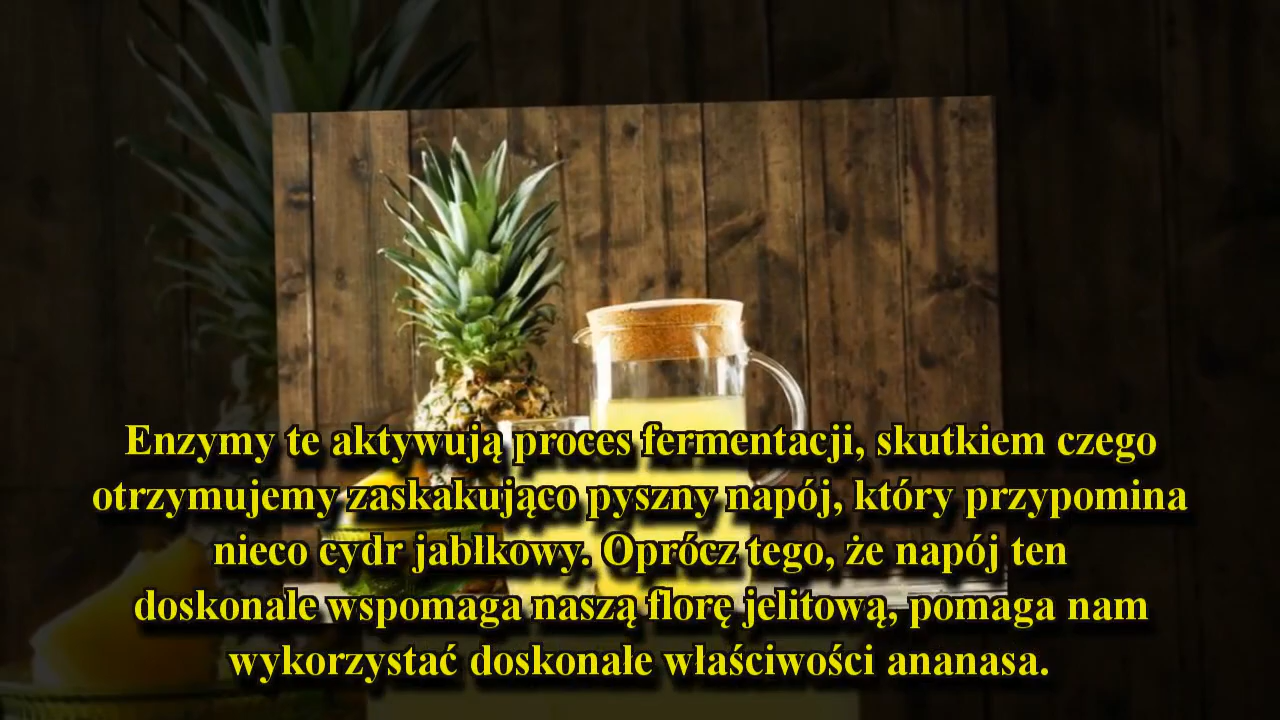 Enzymy te aktywują proces fermentacji, skutkiem czego
otrzymujemy zaskakująco pyszny napój, który przypomina
nieco cydr jabłkowy. Oprócz tego, że napój ten
doskonale wspomaga naszą florę jelitową, pomaga nam
wykorzystać doskonałe właściwości ananasa.